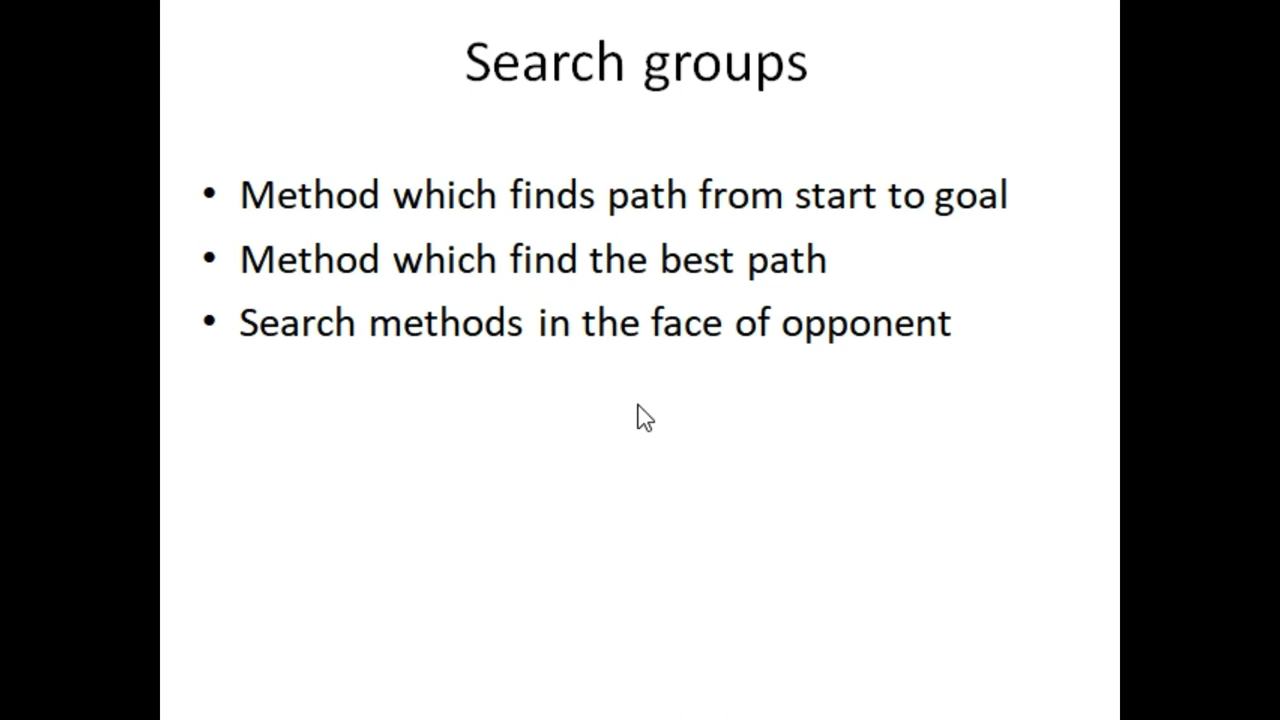 Search groups
• Method which finds path from start to goal
• Method which find the best path
• Search methods in the face of opponent